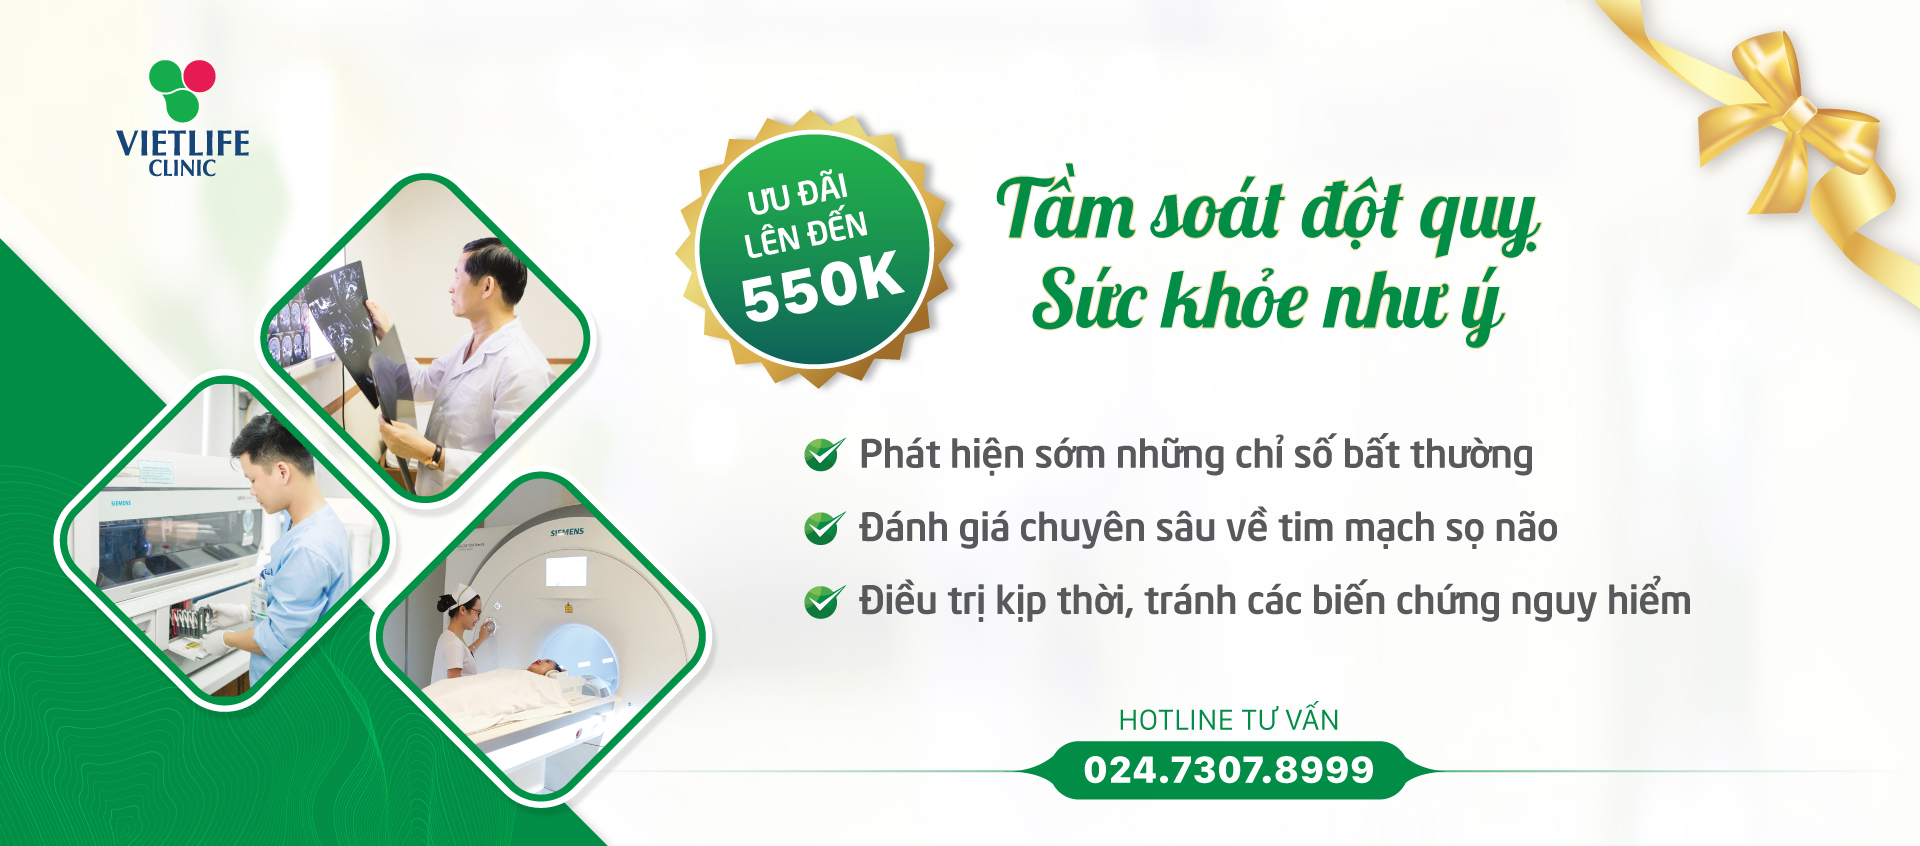 VIETLIFE
CLINIC
ƯU ĐÃI
LÊN ĐẾN
550K
Tầm soát đột quỵ
Sức khỏe như ý
Phát hiện sớm những chỉ số bất thường
Đánh giá chuyên sâu về tim mạch sọ não
Điều trị kịp thời, tránh các biến chứng nguy hiểm
SIEMENS
SIEMENS
HOTLINE TƯ VẤN
024.7307.8999